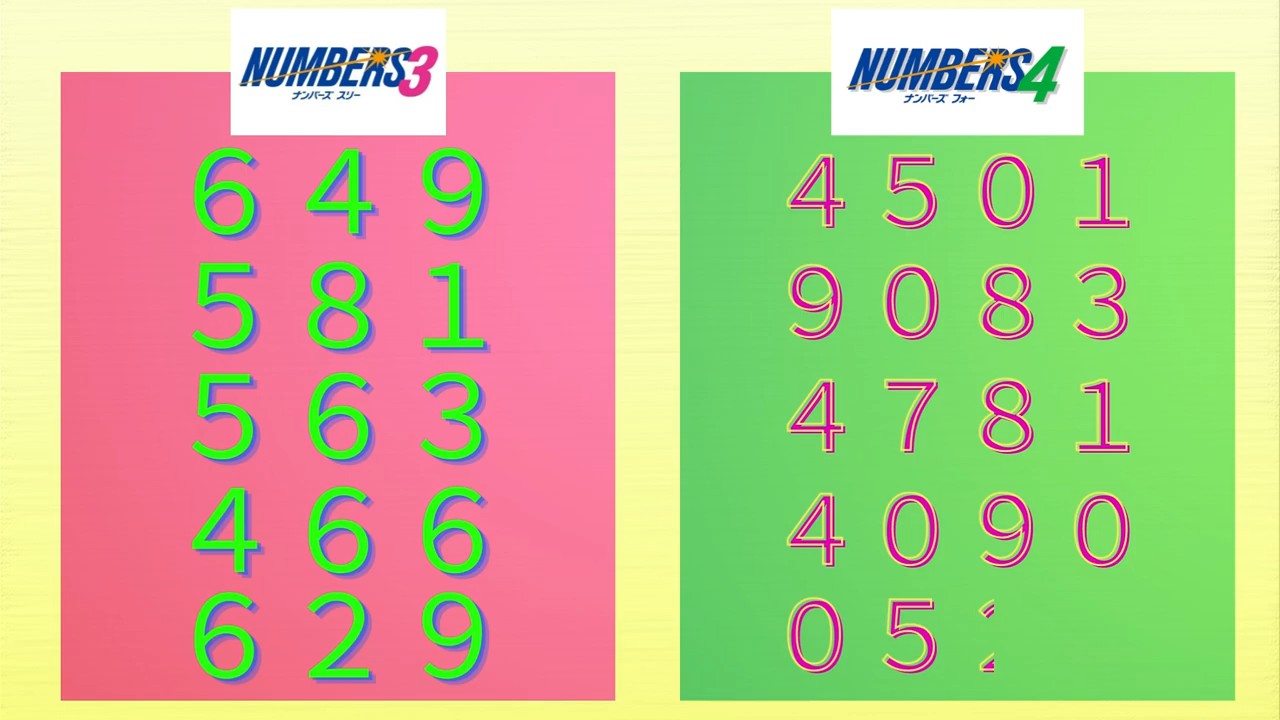 NUMBERS3
ナンバーズ スリー
6 4 9
5 8 1
5 6 3
4 6 6
6 2 9
NUMBERS4
ナンバーズ フォー
4 5 0 1
9 0 8 3
4 7 8 1
4 0 9 0
0 5